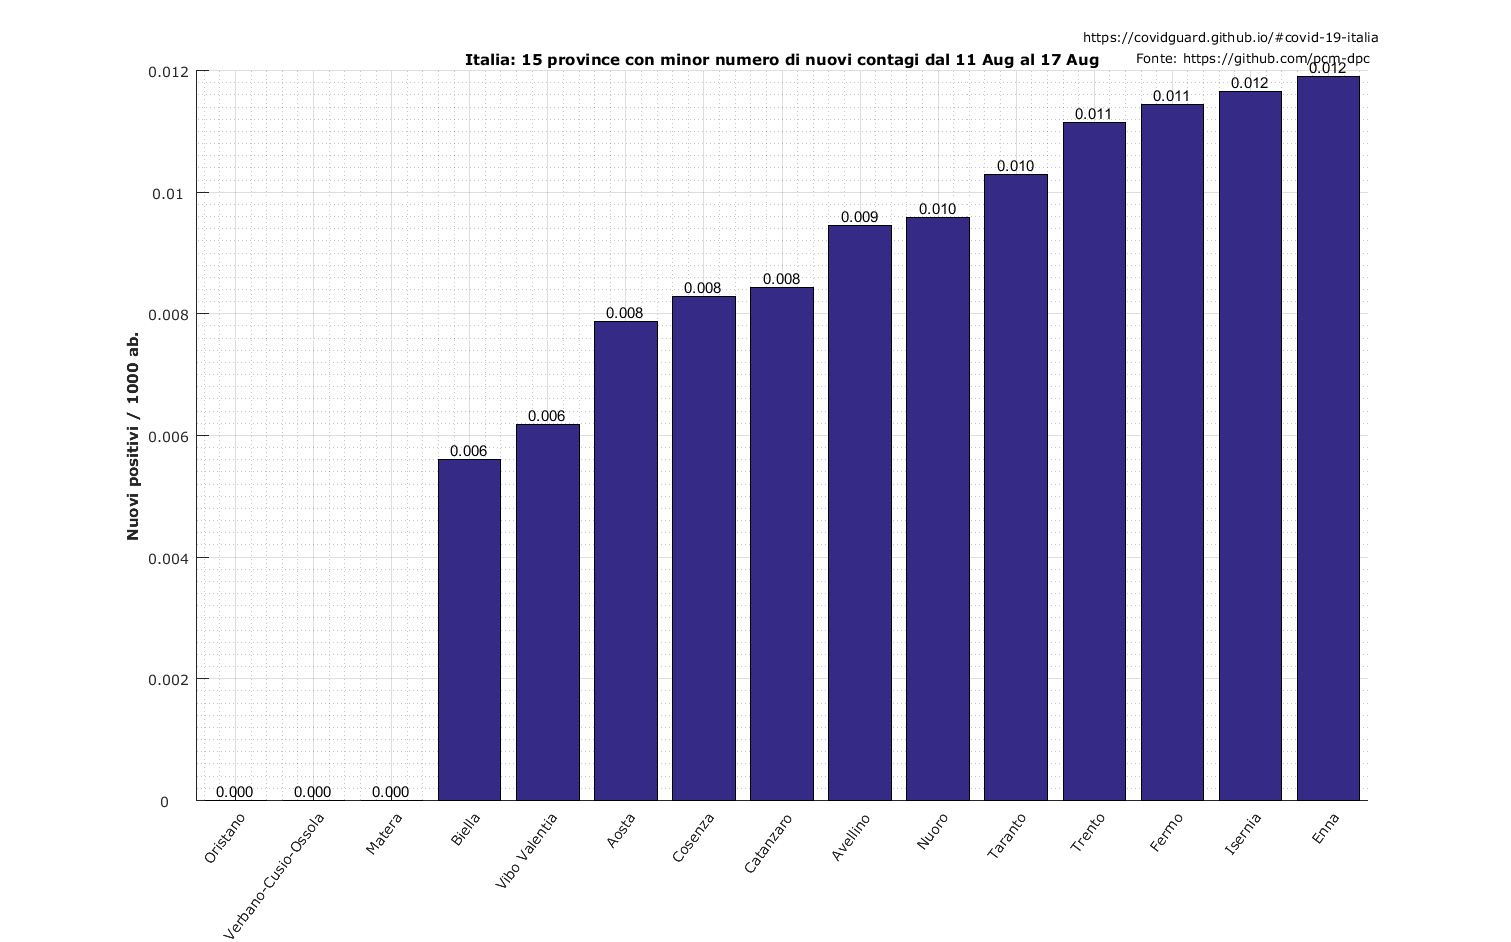 https://covidguard.github.io/#covid-19-italia
Italia: 15 province con minor numero di nuovi contagi dal 11 Aug al 17 Aug
Fonte: https://github.com/pcm-dpc
Nuovi positivi / 1000 ab.
0.012
0.01
0.008
0.006
0.004
0.002
0
0.000
0.000
0.000
0.006
0.006
0.008
0.008
0.008
0.009
0.010
0.010
0.011
0.011
0.012
0.012
Oristano
Verbano-Cusio-Ossola
Matera
Biella
Vibo Valentia
Aosta
Cosenza
Catanzaro
Avellino
Nuoro
Taranto
Trento
Fermo
Isernia
Enna